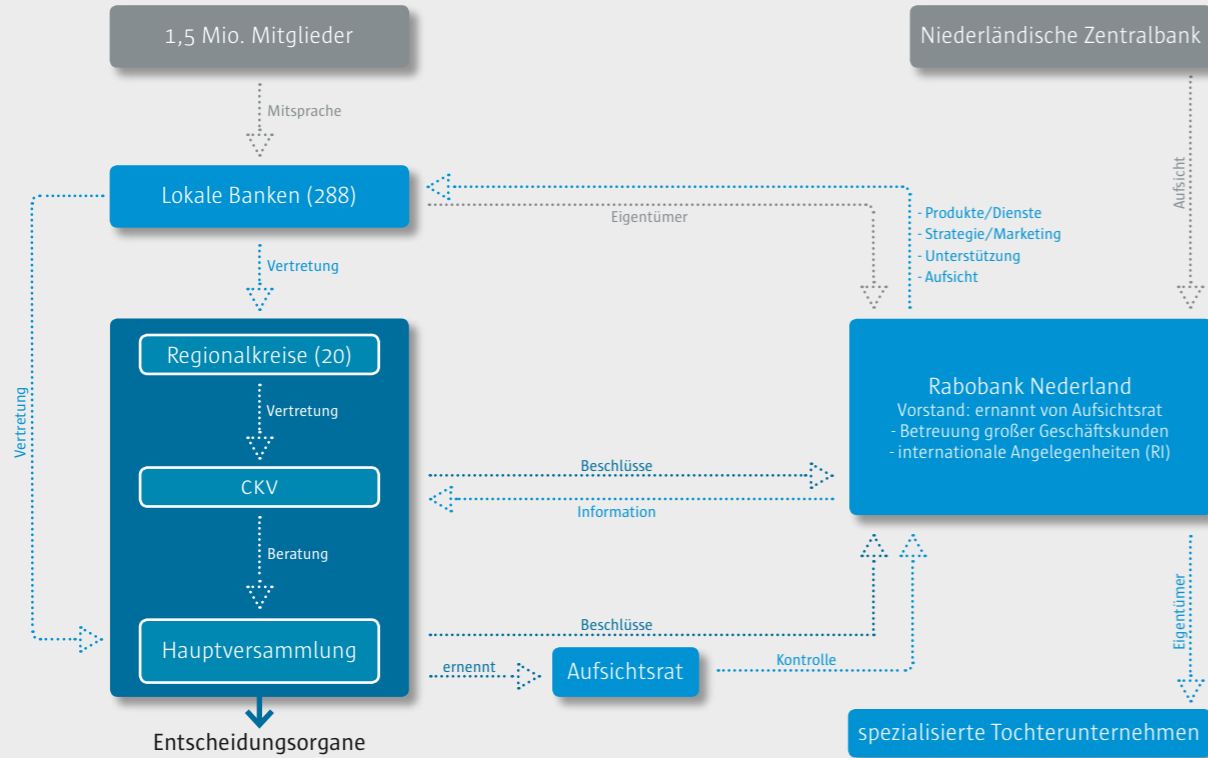 1,5 Mio. Mitglieder
Niederländische Zentralbank
Mitsprache
Aufsicht
Lokale Banken (288)
Eigentümer
- Produkte/Dienste
- Strategie/Marketing
- Unterstützung
- Aufsicht
Vertretung
Vertretung
Regionalkreise (20)
Vertretung
CKV
Beratung
Hauptversammlung
Entscheidungsorgane
Beschlüsse
Information
Beschlüsse
ernennt
Aufsichtsrat
Kontrolle
Rabobank Nederland
Vorstand: ernannt von Aufsichtsrat
- Betreuung großer Geschäftskunden
- internationale Angelegenheiten (RI)
Eigentümer
spezialisierte Tochterunternehmen